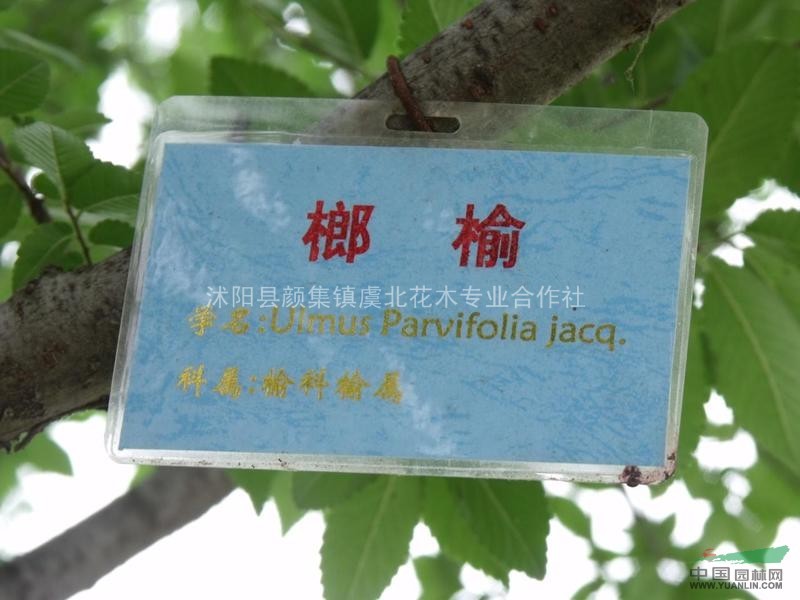 榔 榆
沭阳县颜集镇虞北花木专业合作社
学名:Ulmus Parvifolia jacq.
科属:榆科榆属
中国园林网
WWW.YUANLIN.COM